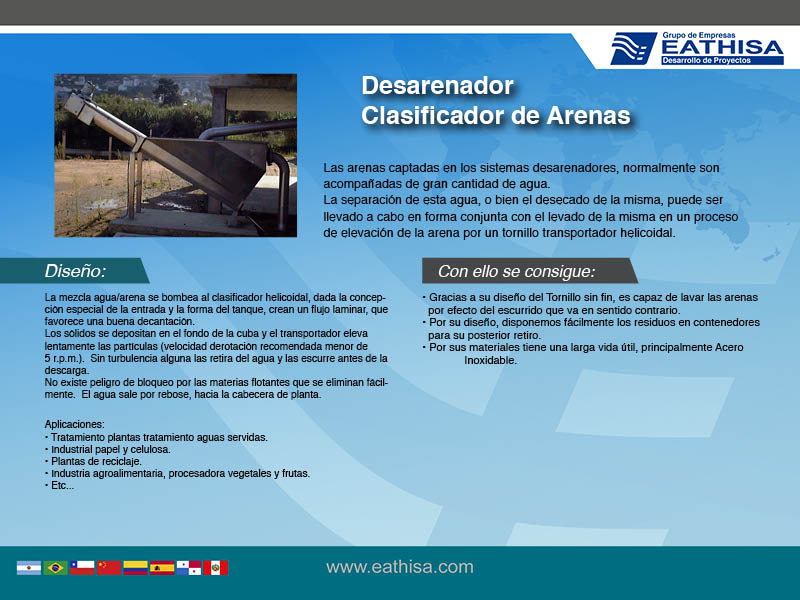 Grupo de Empresas
EATHISA
Desarrollo de Proyectos
Desarenador
Clasificador de Arenas
Las arenas captadas en los sistemas desarenadores, normalmente son
acompañadas de gran cantidad de agua.
La separación de esta agua, o bien el desecado de la misma, puede ser
llevado a cabo en forma conjunta con el levado de la misma en un proceso
de elevación de la arena por un tornillo transportador helicoidal.
Diseño:
La mezcla agua/arena se bombea al clasificador helicoidal, dada la concep-
ción especial de la entrada y la forma del tanque, crean un flujo laminar, que
favorece una buena decantación.
Los sólidos se depositan en el fondo de la cuba y el transportador eleva
lentamente las particulas (velocidad derotación recomendada menor de
5 r.p.m.).  Sin turbulencia alguna las retira del agua y las escurre antes de la
descarga.
No existe peligro de bloqueo por las materias flotantes que se eliminan fácil-
mente.  El agua sale por rebose, hacia la cabecera de planta.
Aplicaciones:
· Tratamiento plantas tratamiento aguas servidas.
· Industrial papel y celulosa.
· Plantas de reciclaje.
· Industria agroalimentaria, procesadora vegetales y frutas.
· Etc...
Con ello se consigue:
· Gracias a su diseño del Tornillo sin fin, es capaz de lavar las arenas
por efecto del escurrido que va en sentido contrario.
· Por su diseño, disponemos fácilmente los residuos en contenedores
para su posterior retiro.
· Por sus materiales tiene una larga vida útil, principalmente Acero
Inoxidable.
www.eathisa.com